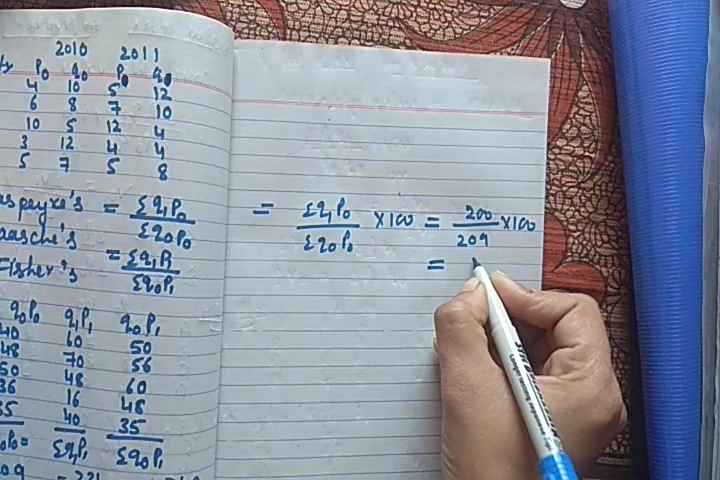 2010 2011
P₀ q₀ P₁ q₁
4 10 5 12
6 8 7 10
10 5 12 4
3 12 4 4
5 7 5 8
aspeyre's = Σq₁P₀ / Σq₀P₀
aasche's = Σq₁P₁ / Σq₀P₁
Fisher's
q₀P₀ q₁P₁ q₀P₁
40 60 50
48 70 56
50 48 60
36 16 48
35 40 35
Σq₁P₁ Σq₀P₁
= Σq₁P₀ / Σq₀P₀ ×100 = 200 / 209 ×100
=